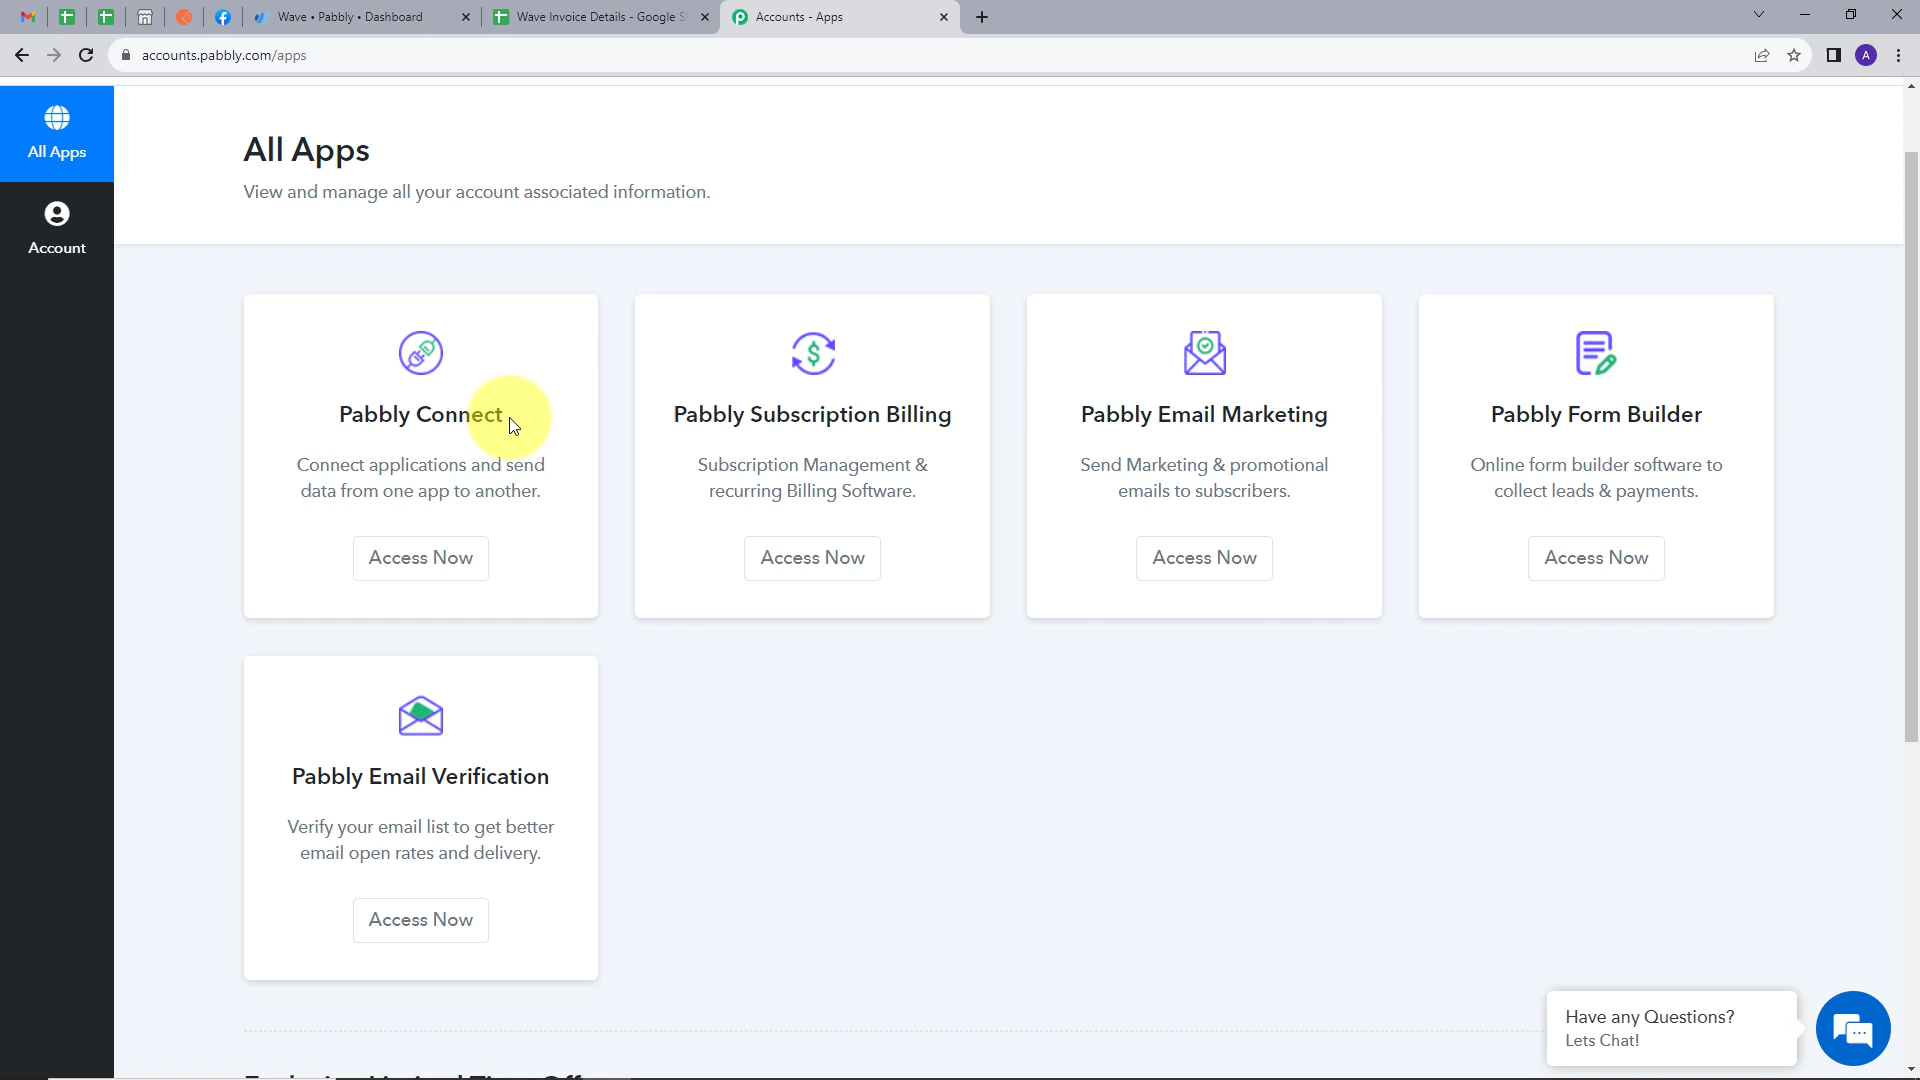 Wave • Pabbly • Dashboard
Wave Invoice Details - Google S
Accounts - Apps
accounts.pabbly.com/apps
A
All Apps
Account
All Apps
View and manage all your account associated information.
Pabbly Connect
Connect applications and send
data from one app to another.
Access Now
Pabbly Subscription Billing
Subscription Management &
recurring Billing Software.
Access Now
Pabbly Email Marketing
Send Marketing & promotional
emails to subscribers.
Access Now
Pabbly Form Builder
Online form builder software to
collect leads & payments.
Access Now
Pabbly Email Verification
Verify your email list to get better
email open rates and delivery.
Access Now
Have any Questions?
Lets Chat!